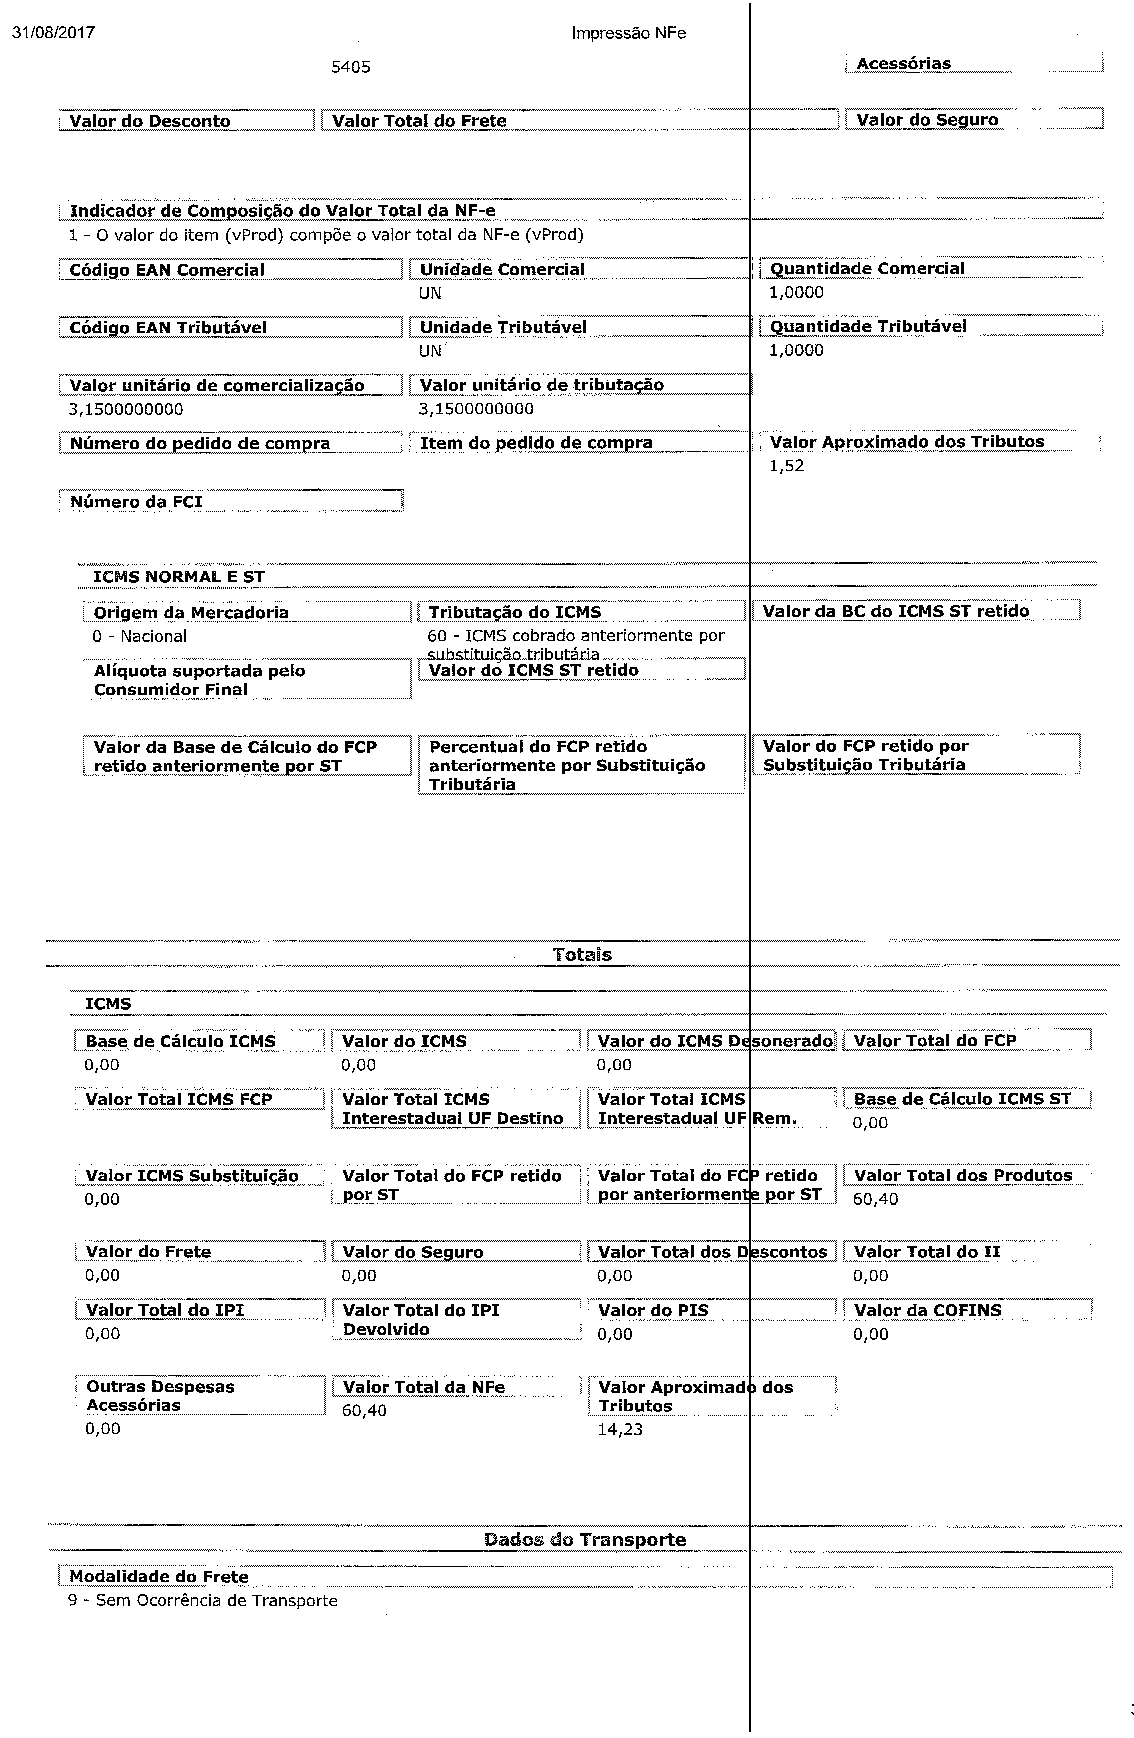 31/08/2017 Impressão NFe
5405 Acessórias
Valor do Desconto Valor Total do Frete Valor do Seguro
Indicador de Composição do Valor Total da NF-e
1 - O valor do item (vProd) compõe o valor total da NF-e (vProd)
Código EAN Comercial Unidade Comercial Quantidade Comercial
UN 1,0000
Código EAN Tributável Unidade Tributável Quantidade Tributável
UN 1,0000
Valor unitário de comercialização Valor unitário de tributação
3,1500000000 3,1500000000
Número do pedido de compra Item do pedido de compra Valor Aproximado dos Tributos
1,52
Número da FCI
ICMS NORMAL E ST
Origem da Mercadoria Tributação do ICMS Valor da BC do ICMS ST retido
0 - Nacional 60 - ICMS cobrado anteriormente por
substituição tributária
Alíquota suportada pelo Valor do ICMS ST retido
Consumidor Final
Valor da Base de Cálculo do FCP Percentual do FCP retido Valor do FCP retido por
retido anteriormente por ST anteriormente por Substituição Substituição Tributária
Tributária
Totais
ICMS
Base de Cálculo ICMS Valor do ICMS Valor do ICMS Desonerado Valor Total do FCP
0,00 0,00 0,00
Valor Total ICMS FCP Valor Total ICMS Valor Total ICMS Base de Cálculo ICMS ST
Interestadual UF Destino Interestadual UF Rem. 0,00
Valor ICMS Substituição Valor Total do FCP retido Valor Total do FCP retido Valor Total dos Produtos
0,00 por ST por anteriormente por ST 60,40
Valor do Frete Valor do Seguro Valor Total dos Descontos Valor Total do II
0,00 0,00 0,00 0,00
Valor Total do IPI Valor Total do IPI Valor do PIS Valor da COFINS
0,00 Devolvido 0,00 0,00
Outras Despesas Valor Total da NFe Valor Aproximado dos
Acessórias 60,40 Tributos
0,00 14,23
Dados do Transporte
Modalidade do Frete
9 - Sem Ocorrência de Transporte